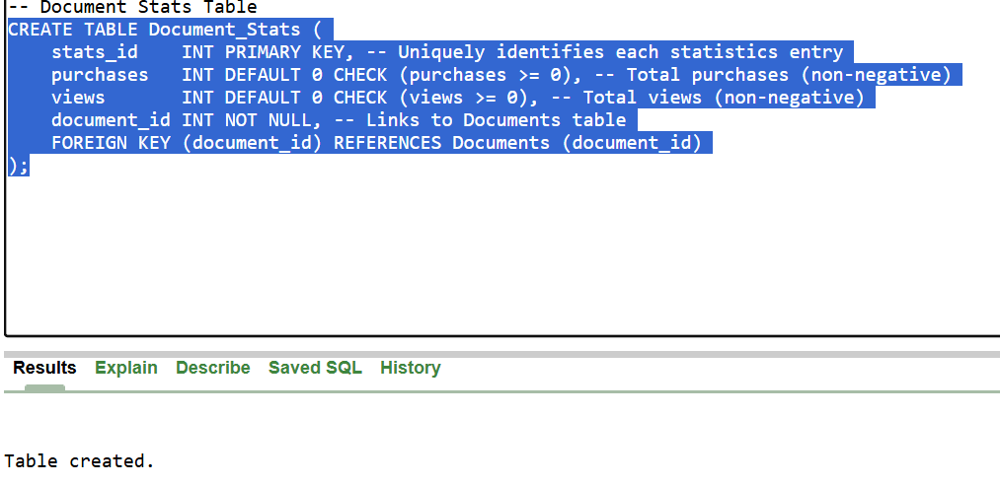 -- Document Stats Table
CREATE TABLE Document_Stats (
    stats_id    INT PRIMARY KEY, -- Uniquely identifies each statistics entry
    purchases   INT DEFAULT 0 CHECK (purchases >= 0), -- Total purchases (non-negative)
    views       INT DEFAULT 0 CHECK (views >= 0), -- Total views (non-negative)
    document_id INT NOT NULL, -- Links to Documents table
    FOREIGN KEY (document_id) REFERENCES Documents (document_id)
);
Results Explain Describe Saved SQL History
Table created.